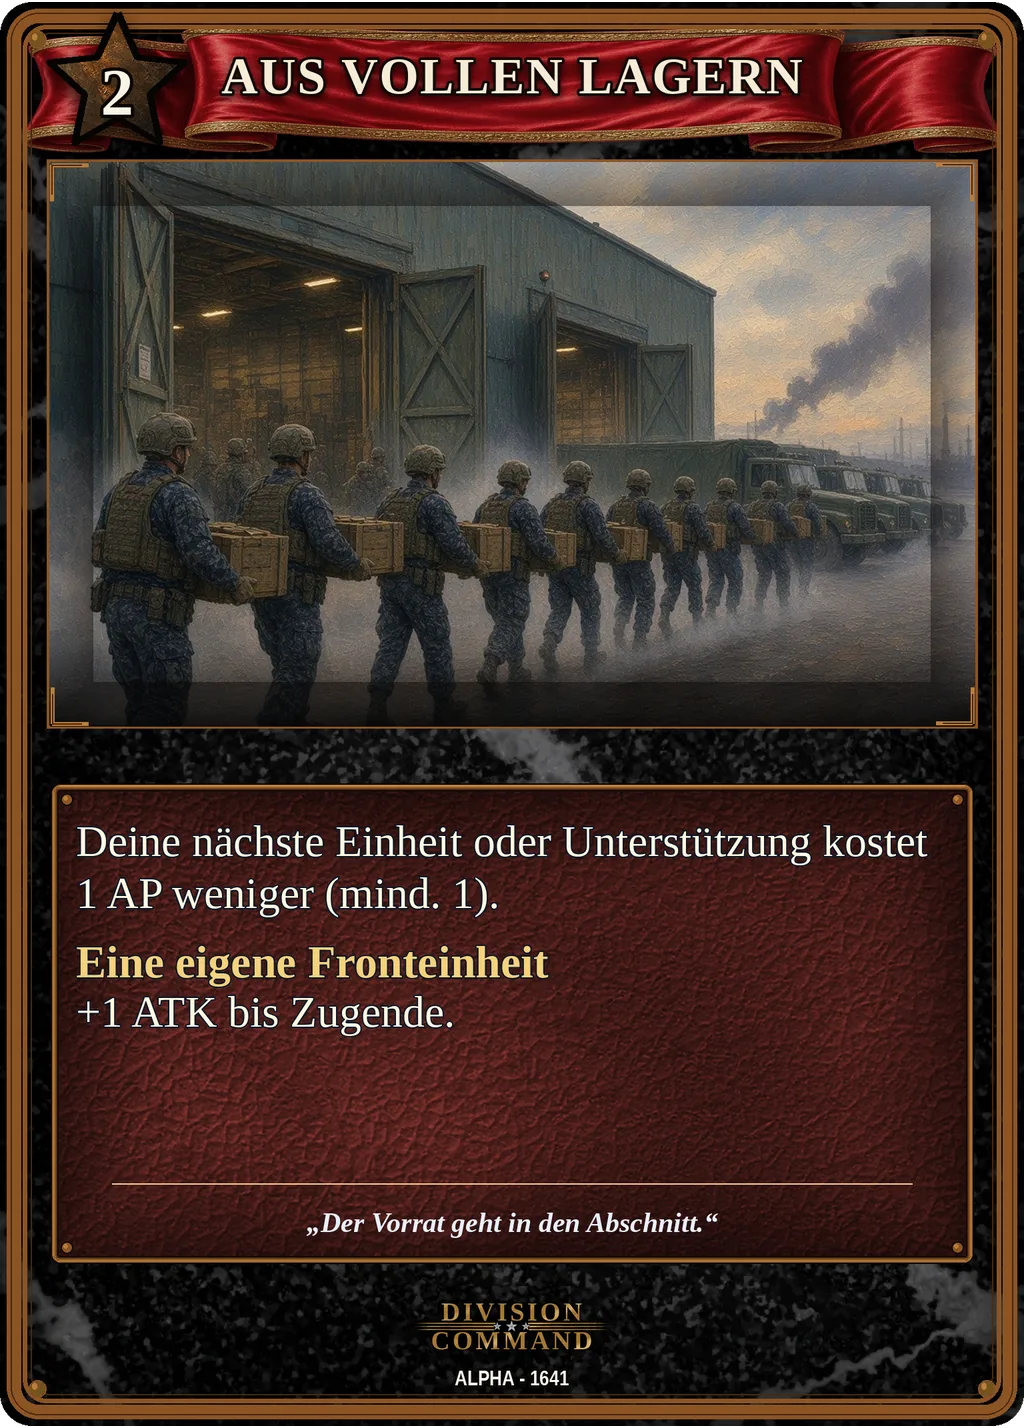 2
AUS VOLLEN LAGERN
Deine nächste Einheit oder Unterstützung kostet
1 AP weniger (mind. 1).
Eine eigene Fronteinheit
+1 ATK bis Zugende.
„Der Vorrat geht in den Abschnitt.“
DIVISION
COMMAND
ALPHA - 1641